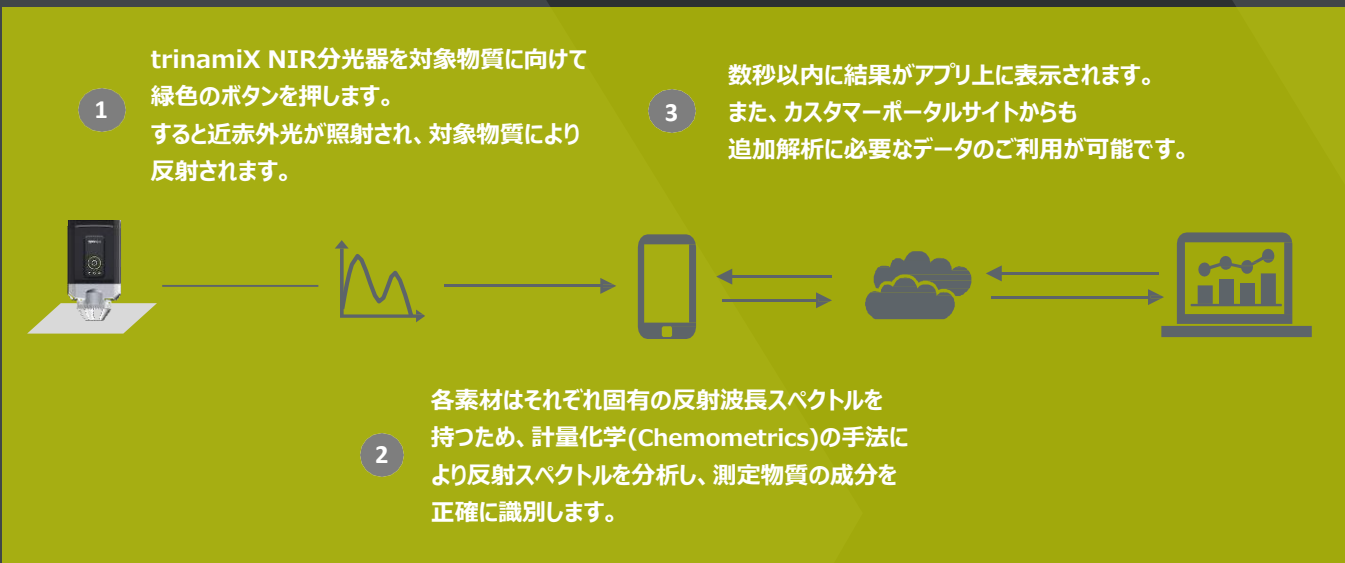 1
trinamiX NIR分光器を対象物質に向けて
緑色のボタンを押します。
すると近赤外光が照射され、対象物質により
反射されます。
3
数秒以内に結果がアプリ上に表示されます。
また、カスタマーポータルサイトからも
追加解析に必要なデータのご利用が可能です。
2
各素材はそれぞれ固有の反射波長スペクトルを
持つため、計量化学(Chemometrics)の手法に
より反射スペクトルを分析し、測定物質の成分を
正確に識別します。